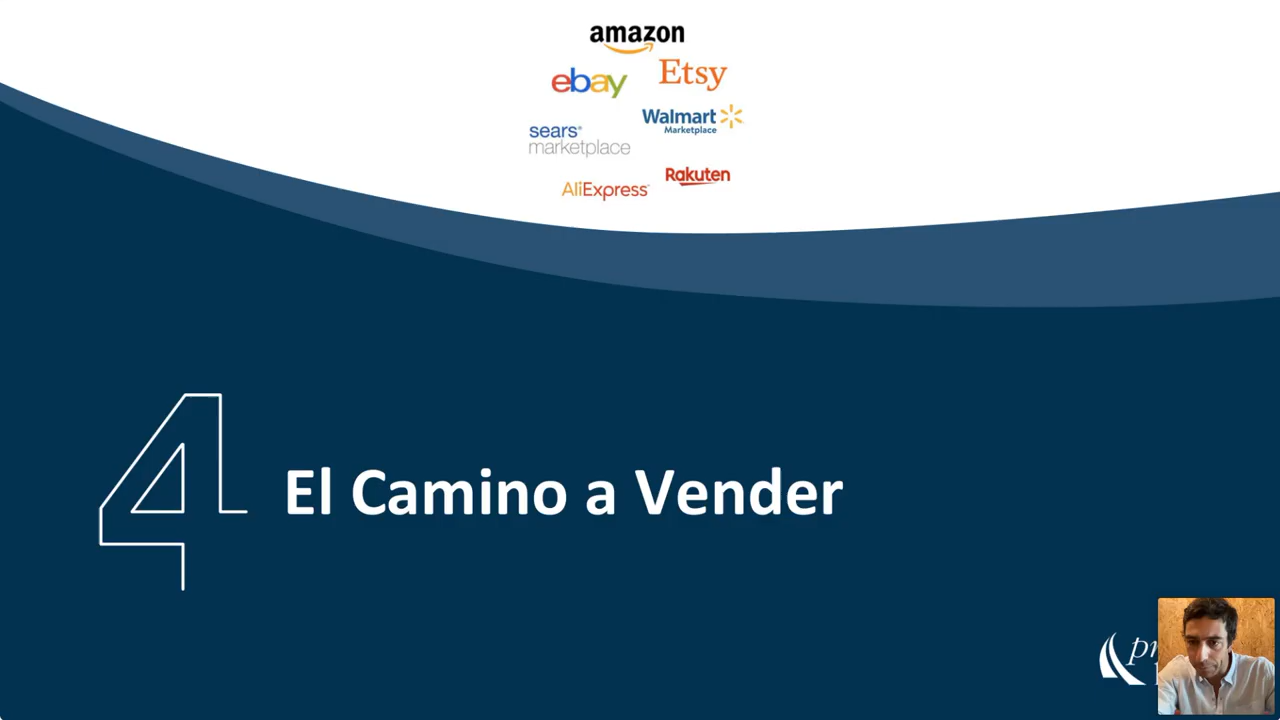 amazon
ebay
Etsy
Walmart
Marketplace
sears®
marketplace
Rakuten
AliExpress
4
El Camino a Vender